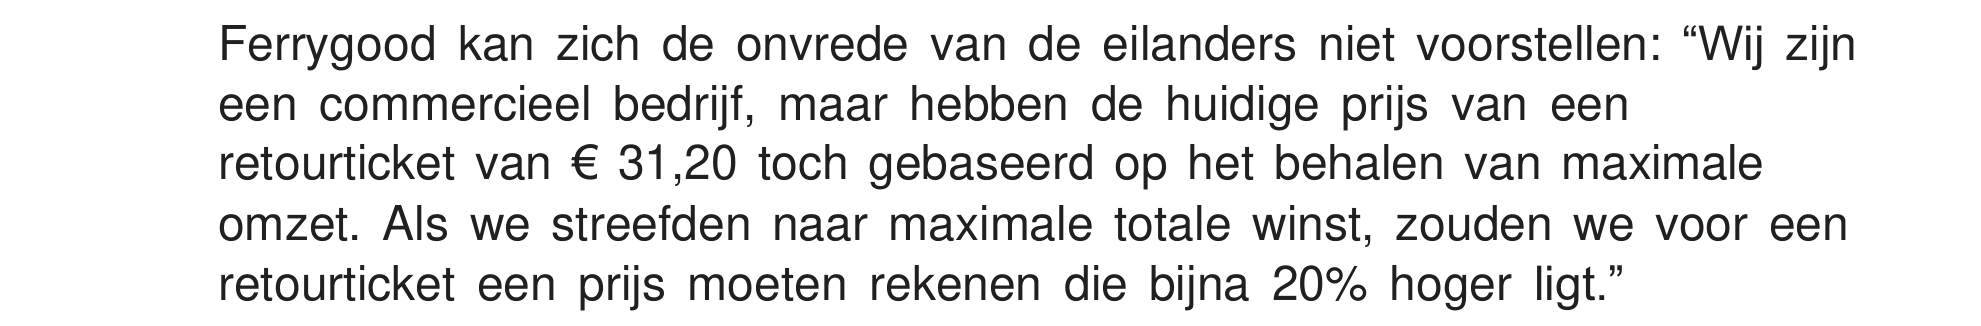 Ferrygood kan zich de onvrede van de eilanders niet voorstellen: “Wij zijn
een commercieel bedrijf, maar hebben de huidige prijs van een
retourticket van € 31,20 toch gebaseerd op het behalen van maximale
omzet. Als we streefden naar maximale totale winst, zouden we voor een
retourticket een prijs moeten rekenen die bijna 20% hoger ligt.”